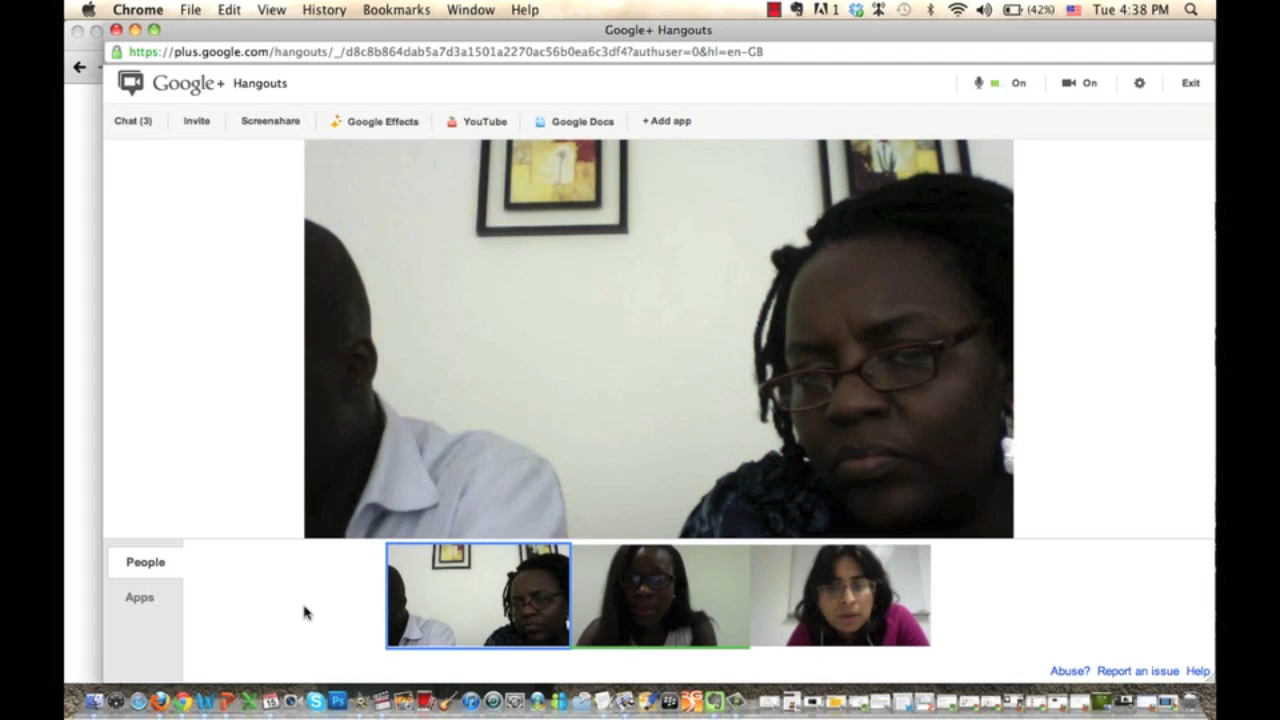 Chrome File Edit View History Bookmarks Window Help 1 (42%) Tue 4:38 PM
Google+ Hangouts
https://plus.google.com/hangouts/_/d8c8b864dab5a7d3a1501a2270ac56b0ea6c3df4?authuser=0&hl=en-GB
Google+ Hangouts On On Exit
Chat (3) Invite Screenshare Google Effects YouTube Google Docs + Add app
People
Apps
Abuse? Report an issue Help